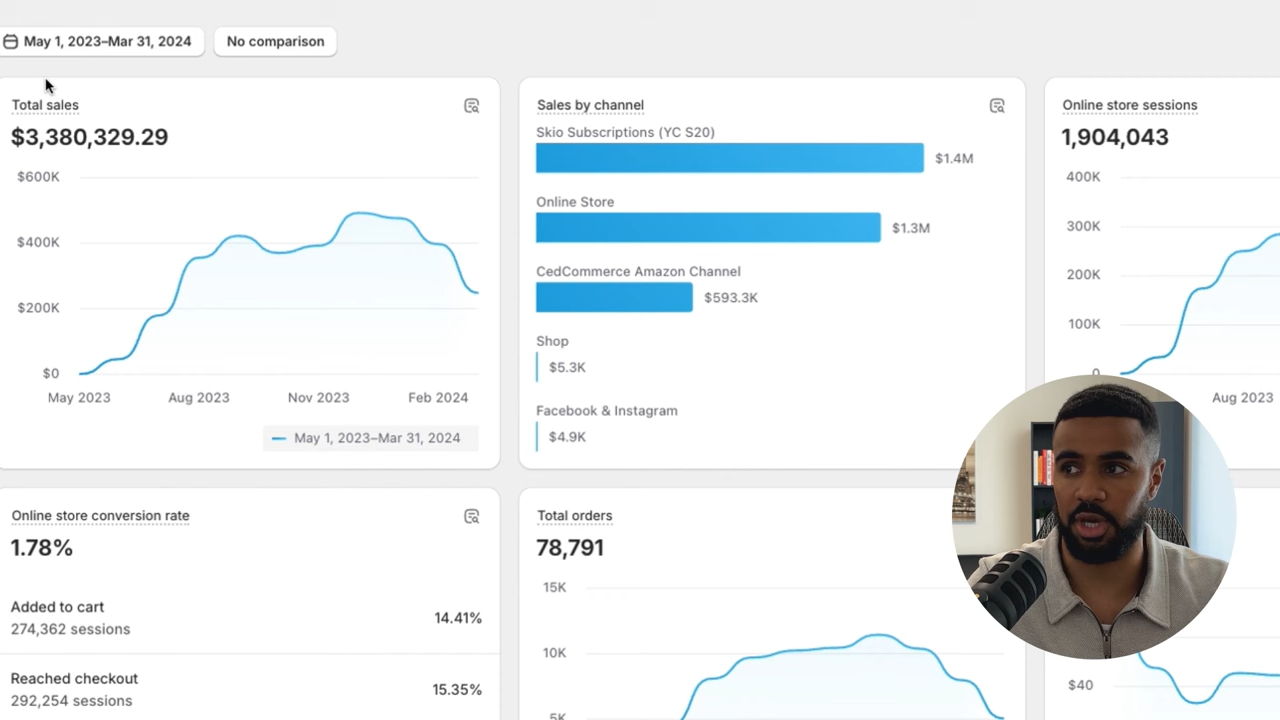 May 1, 2023–Mar 31, 2024
No comparison
Total sales
$3,380,329.29
$600K
$400K
$200K
$0
May 2023
Aug 2023
Nov 2023
Feb 2024
May 1, 2023–Mar 31, 2024
Sales by channel
Skio Subscriptions (YC S20)
$1.4M
Online Store
$1.3M
CedCommerce Amazon Channel
$593.3K
Shop
$5.3K
Facebook & Instagram
$4.9K
Online store sessions
1,904,043
400K
300K
200K
100K
0
Aug 2023
Online store conversion rate
1.78%
Added to cart
274,362 sessions
14.41%
Reached checkout
292,254 sessions
15.35%
Total orders
78,791
15K
10K
5K
$40